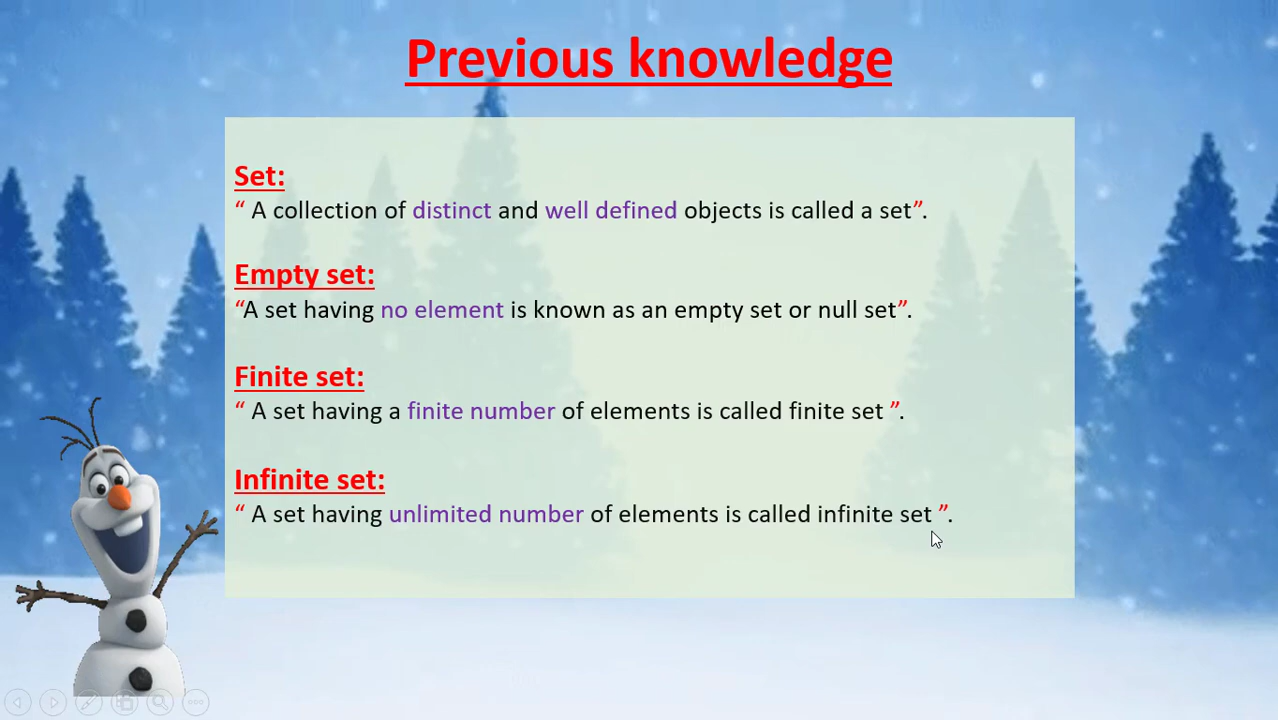 Previous knowledge
Set:
“ A collection of distinct and well defined objects is called a set”.
Empty set:
“A set having no element is known as an empty set or null set”.
Finite set:
“ A set having a finite number of elements is called finite set ”.
Infinite set:
“ A set having unlimited number of elements is called infinite set ”.